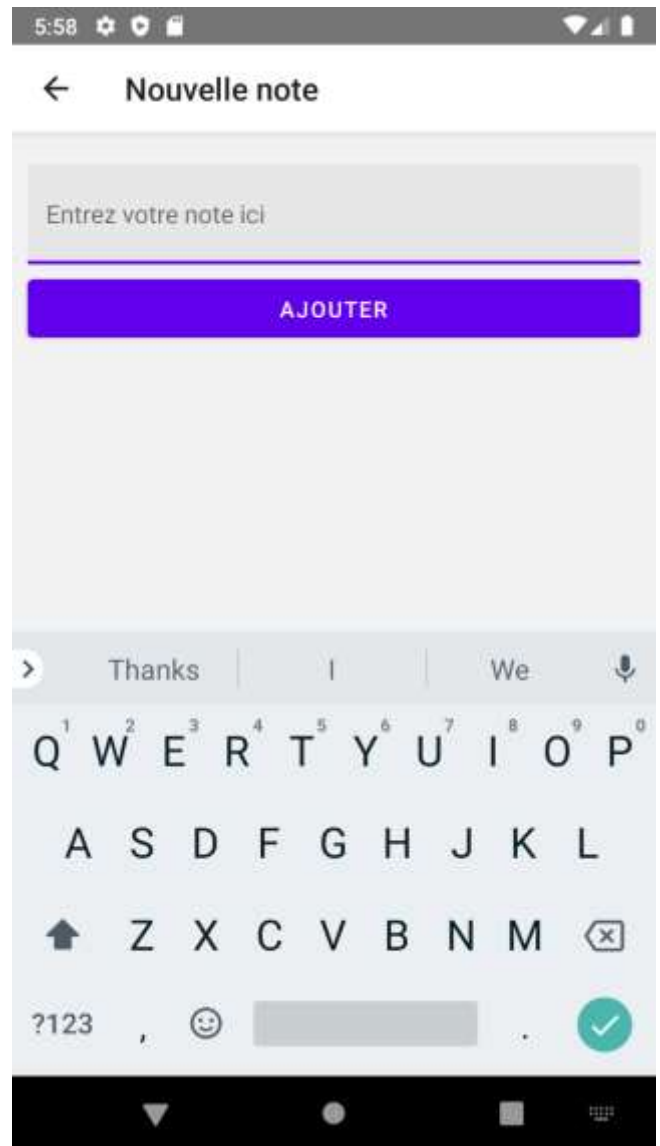 5:58
Nouvelle note
Entrez votre note ici
AJOUTER
Thanks I We
1 2 3 4 5 6 7 8 9 0
Q W E R T Y U I O P
A S D F G H J K L
Z X C V B N M
?123 , .